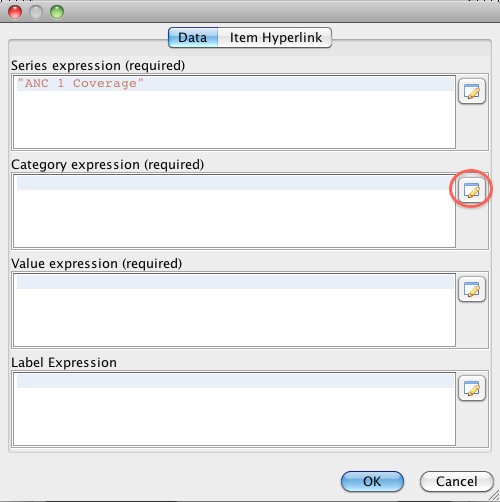 Data
Item Hyperlink
Series expression (required)
"ANC 1 Coverage"
Category expression (required)
Value expression (required)
Label Expression
OK
Cancel